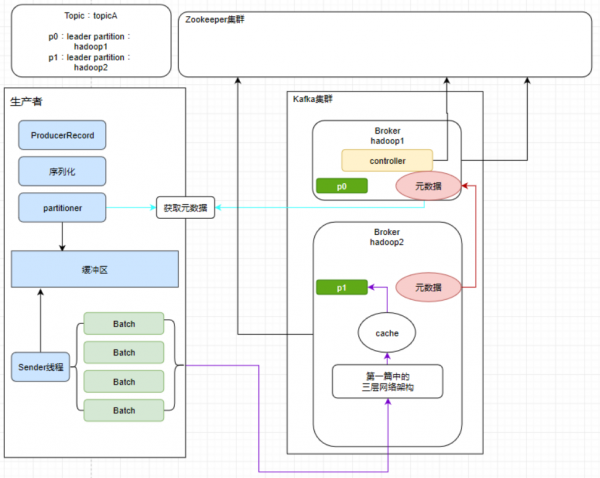 Topic：topicA
p0：leader partition：
hadoop1
p1：leader partition：
hadoop2
Zookeeper集群
生产者
ProducerRecord
序列化
partitioner
获取元数据
缓冲区
Batch
Batch
Batch
Batch
Sender线程
Kafka集群
Broker
hadoop1
controller
p0
元数据
Broker
hadoop2
p1
元数据
cache
第一篇中的
三层网络架构